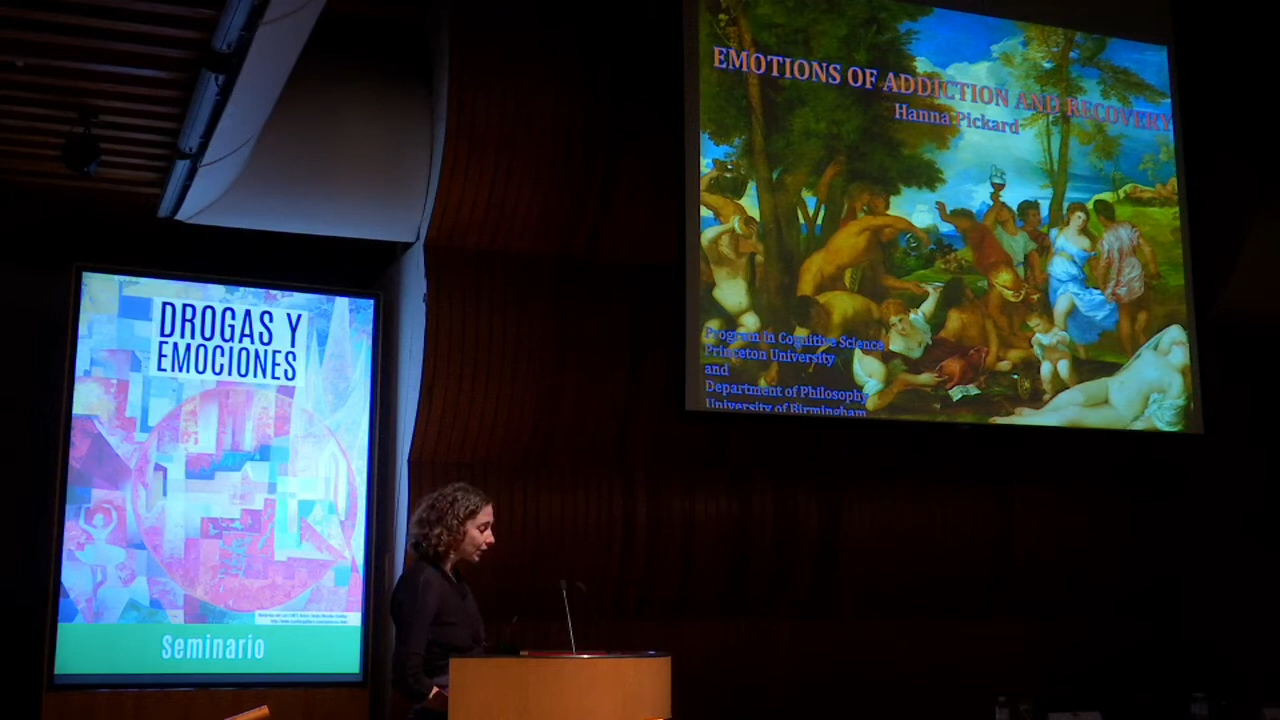 DROGAS Y
EMOCIONES
Seminario
EMOTIONS OF ADDICTION AND RECOVERY
Hanna Pickard
Program in Cognitive Science
Princeton University
and
Department of Philosophy
University of Birmingham